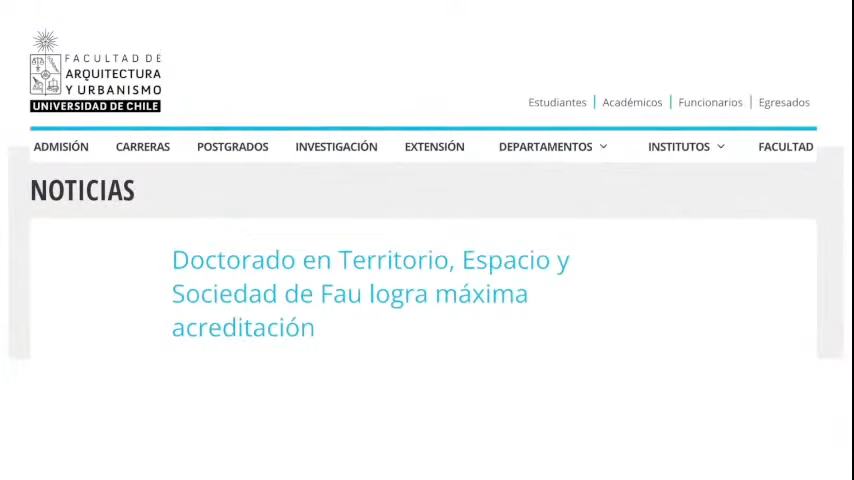 FACULTAD DE
ARQUITECTURA
Y URBANISMO
UNIVERSIDAD DE CHILE
Estudiantes | Académicos | Funcionarios | Egresados
ADMISIÓN CARRERAS POSTGRADOS INVESTIGACIÓN EXTENSIÓN DEPARTAMENTOS INSTITUTOS FACULTAD
NOTICIAS
Doctorado en Territorio, Espacio y
Sociedad de Fau logra máxima
acreditación